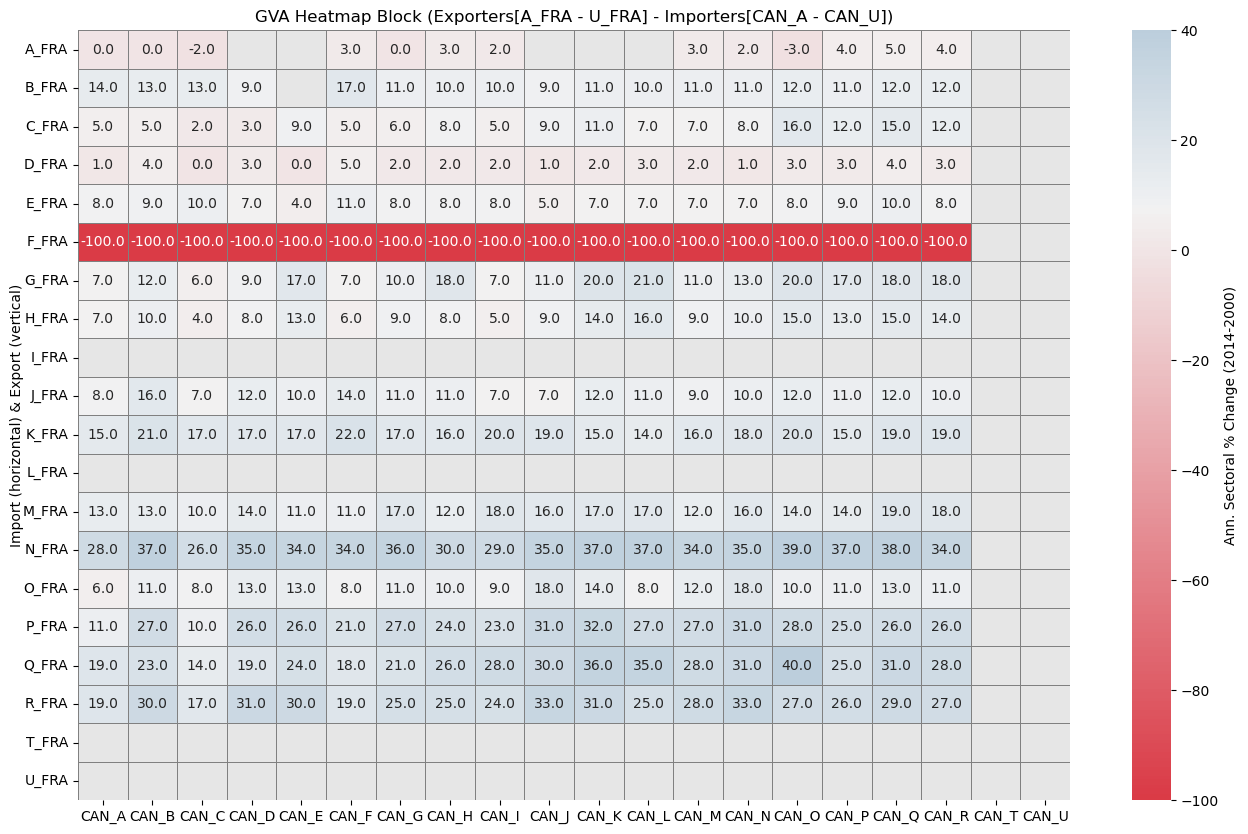 GVA Heatmap Block (Exporters[A_FRA - U_FRA] - Importers[CAN_A - CAN_U])
Import (horizontal) & Export (vertical)
A_FRA 0.0 0.0 -2.0 3.0 0.0 3.0 2.0 3.0 2.0 -3.0 4.0 5.0 4.0
B_FRA 14.0 13.0 13.0 9.0 17.0 11.0 10.0 10.0 9.0 11.0 10.0 11.0 11.0 12.0 11.0 12.0 12.0
C_FRA 5.0 5.0 2.0 3.0 9.0 5.0 6.0 8.0 5.0 9.0 11.0 7.0 7.0 8.0 16.0 12.0 15.0 12.0
D_FRA 1.0 4.0 0.0 3.0 0.0 5.0 2.0 2.0 2.0 1.0 2.0 3.0 2.0 1.0 3.0 3.0 4.0 3.0
E_FRA 8.0 9.0 10.0 7.0 4.0 11.0 8.0 8.0 8.0 5.0 7.0 7.0 7.0 7.0 8.0 9.0 10.0 8.0
F_FRA -100.0 -100.0 -100.0 -100.0 -100.0 -100.0 -100.0 -100.0 -100.0 -100.0 -100.0 -100.0 -100.0 -100.0 -100.0 -100.0 -100.0 -100.0
G_FRA 7.0 12.0 6.0 9.0 17.0 7.0 10.0 18.0 7.0 11.0 20.0 21.0 11.0 13.0 20.0 17.0 18.0 18.0
H_FRA 7.0 10.0 4.0 8.0 13.0 6.0 9.0 8.0 5.0 9.0 14.0 16.0 9.0 10.0 15.0 13.0 15.0 14.0
I_FRA
J_FRA 8.0 16.0 7.0 12.0 10.0 14.0 11.0 11.0 7.0 7.0 12.0 11.0 9.0 10.0 12.0 11.0 12.0 10.0
K_FRA 15.0 21.0 17.0 17.0 17.0 22.0 17.0 16.0 20.0 19.0 15.0 14.0 16.0 18.0 20.0 15.0 19.0 19.0
L_FRA
M_FRA 13.0 13.0 10.0 14.0 11.0 11.0 17.0 12.0 18.0 16.0 17.0 17.0 12.0 16.0 14.0 14.0 19.0 18.0
N_FRA 28.0 37.0 26.0 35.0 34.0 34.0 36.0 30.0 29.0 35.0 37.0 37.0 34.0 35.0 39.0 37.0 38.0 34.0
O_FRA 6.0 11.0 8.0 13.0 13.0 8.0 11.0 10.0 9.0 18.0 14.0 8.0 12.0 18.0 10.0 11.0 13.0 11.0
P_FRA 11.0 27.0 10.0 26.0 26.0 21.0 27.0 24.0 23.0 31.0 32.0 27.0 27.0 31.0 28.0 25.0 26.0 26.0
Q_FRA 19.0 23.0 14.0 19.0 24.0 18.0 21.0 26.0 28.0 30.0 36.0 35.0 28.0 31.0 40.0 25.0 31.0 28.0
R_FRA 19.0 30.0 17.0 31.0 30.0 19.0 25.0 25.0 24.0 33.0 31.0 25.0 28.0 33.0 27.0 26.0 29.0 27.0
T_FRA
U_FRA
CAN_A CAN_B CAN_C CAN_D CAN_E CAN_F CAN_G CAN_H CAN_I CAN_J CAN_K CAN_L CAN_M CAN_N CAN_O CAN_P CAN_Q CAN_R CAN_T CAN_U
40
20
0
−20
−40
−60
−80
−100
Ann. Sectoral % Change (2014-2000)